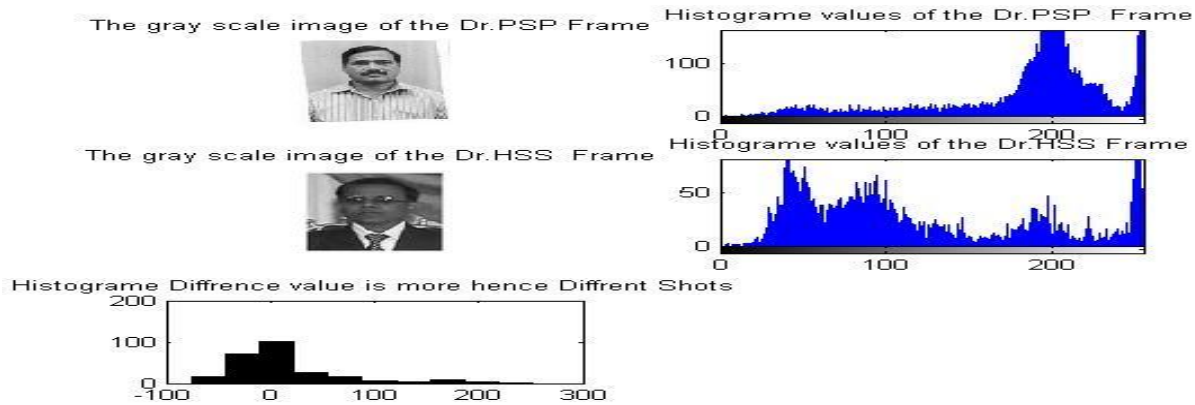 The gray scale image of the Dr.PSP Frame
Histograme values of the Dr.PSP Frame
100
0
0 100 200
The gray scale image of the Dr.HSS Frame
Histograme values of the Dr.HSS Frame
50
0
0 100 200
Histograme Diffrence value is more hence Diffrent Shots
200
100
0
-100 0 100 200 300